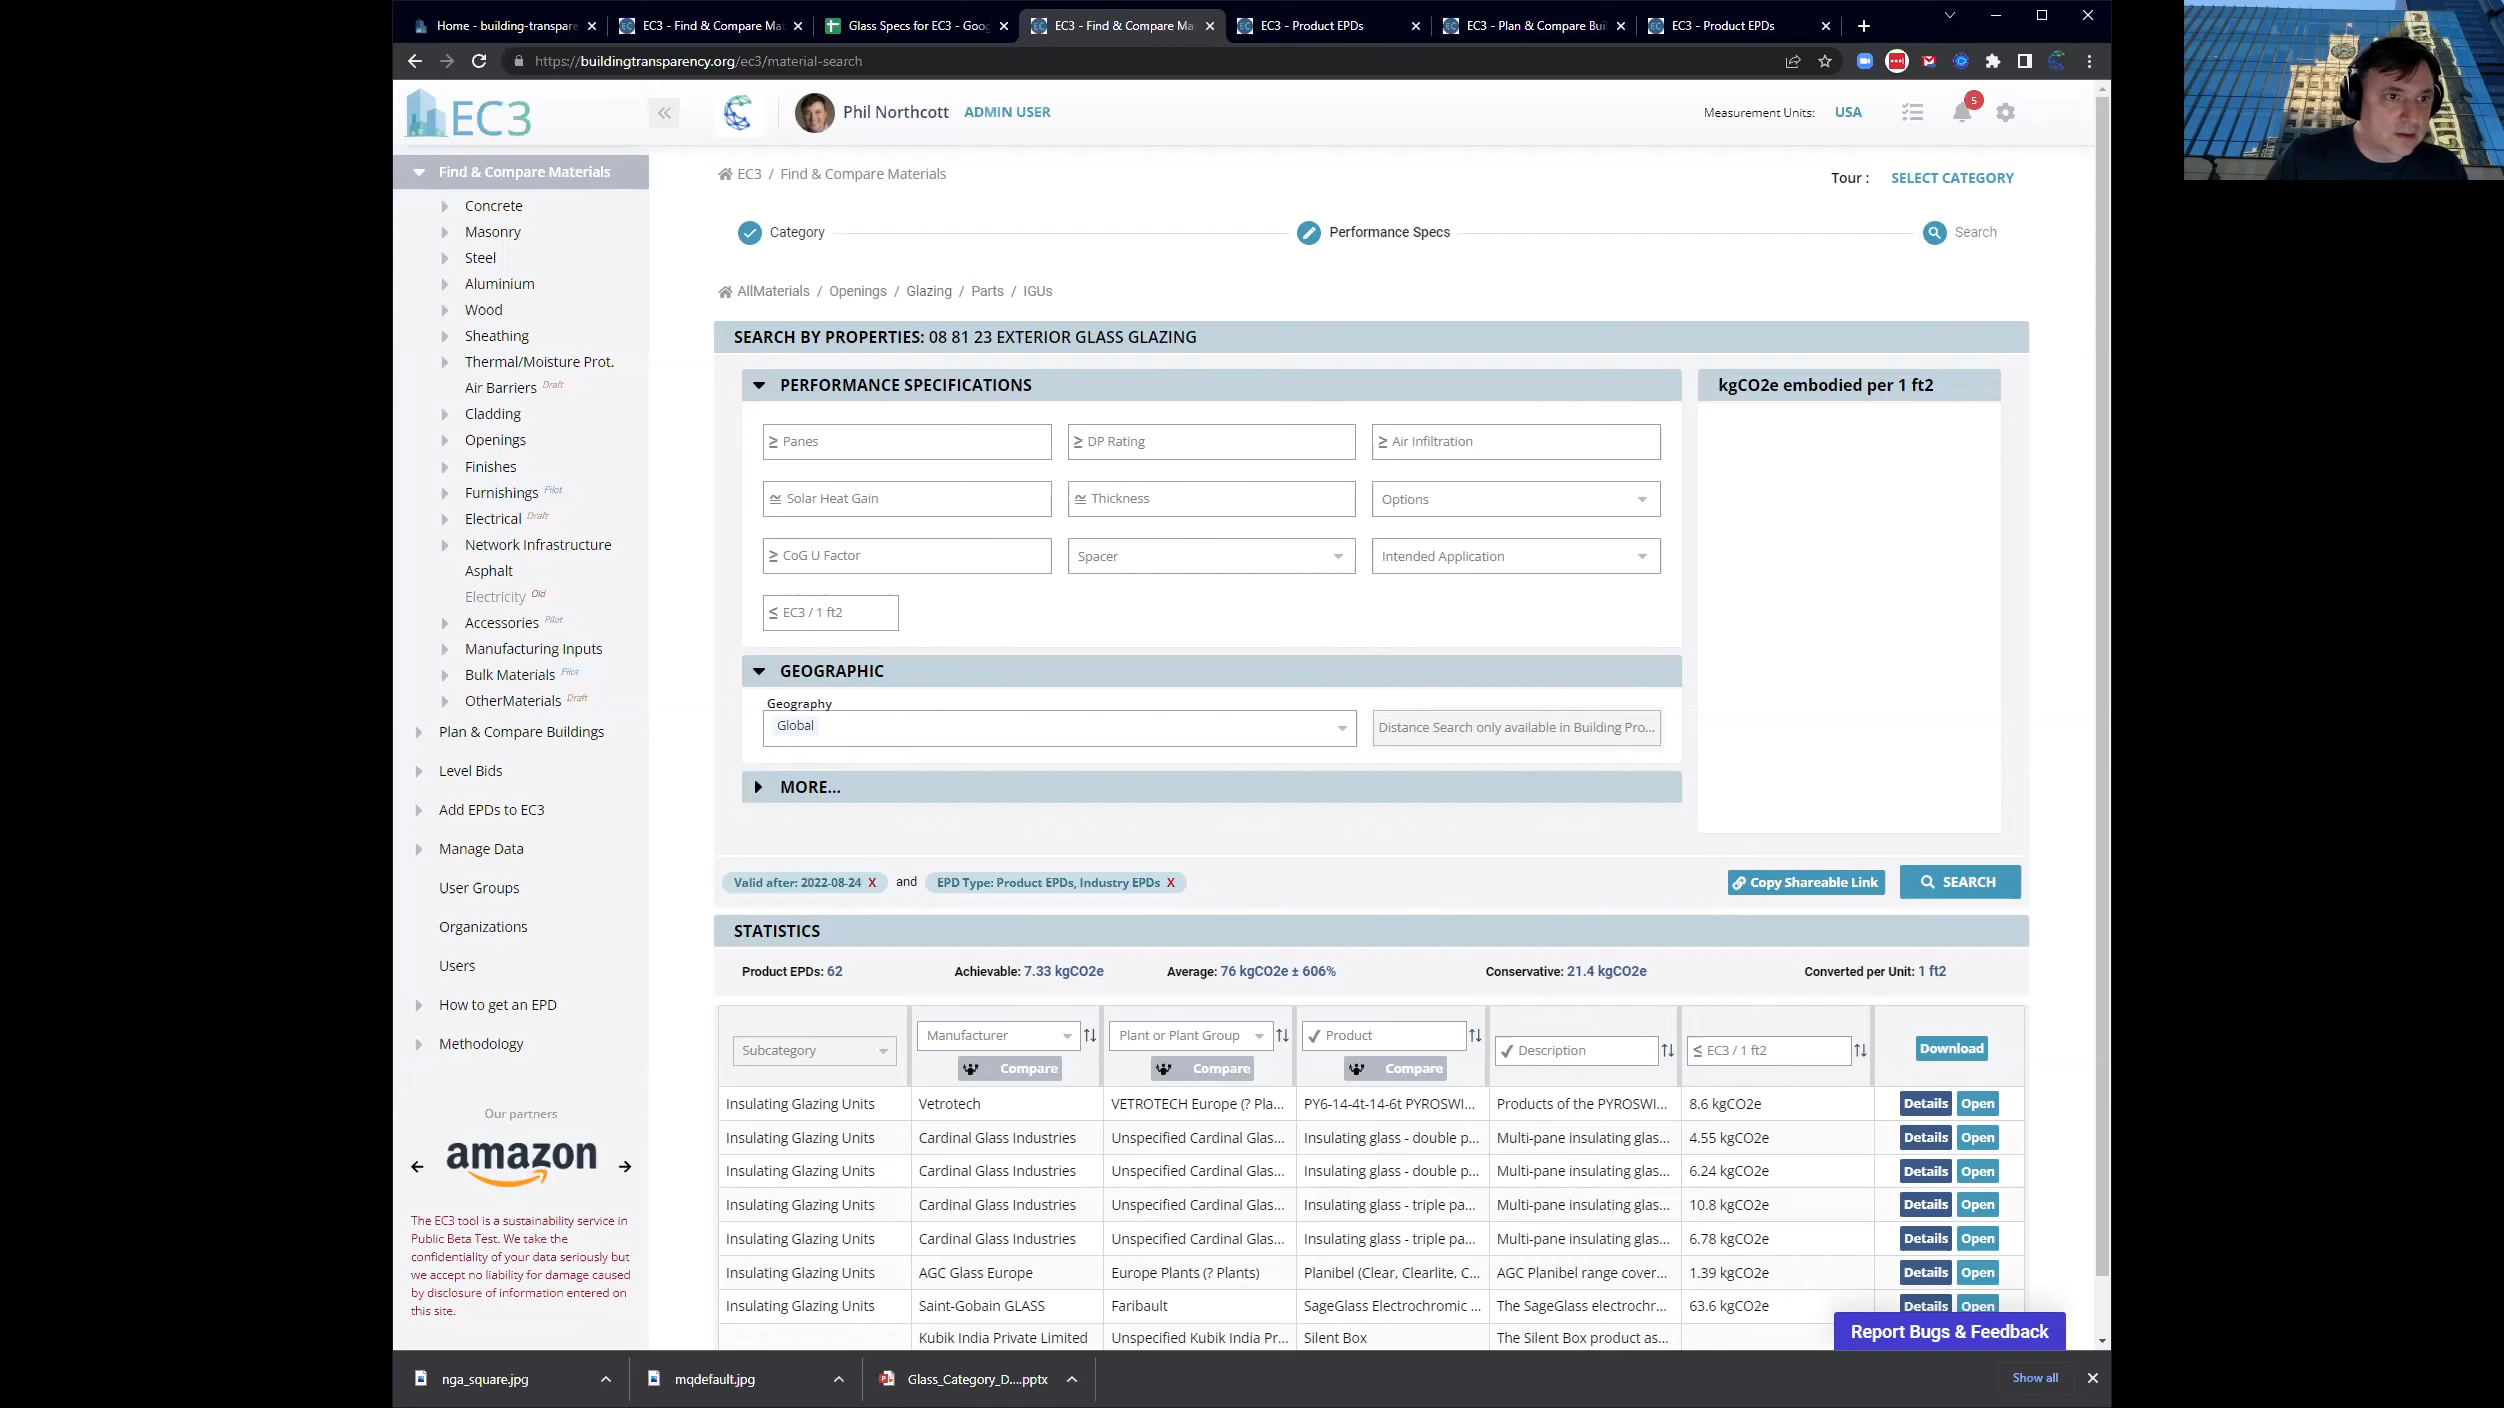 Home - building-transpare
EC3 - Find & Compare Mat
Glass Specs for EC3 - Goog
EC3 - Find & Compare Ma
EC3 - Product EPDs
EC3 - Plan & Compare Buil
EC3 - Product EPDs
https://buildingtransparency.org/ec3/material-search
EC3
Phil Northcott ADMIN USER
Measurement Units: USA
5
Find & Compare Materials
Concrete
Masonry
Steel
Aluminium
Wood
Sheathing
Thermal/Moisture Prot.
Air Barriers Draft
Cladding
Openings
Finishes
Furnishings Pilot
Electrical Draft
Network Infrastructure
Asphalt
Electricity Old
Accessories Pilot
Manufacturing Inputs
Bulk Materials Pilot
OtherMaterials Draft
Plan & Compare Buildings
Level Bids
Add EPDs to EC3
Manage Data
User Groups
Organizations
Users
How to get an EPD
Methodology
Our partners
amazon
The EC3 tool is a sustainability service in
Public Beta Test. We take the
confidentiality of your data seriously but
we accept no liability for damage caused
by disclosure of information entered on
this site.
EC3 / Find & Compare Materials
Tour : SELECT CATEGORY
Category
Performance Specs
Search
AllMaterials / Openings / Glazing / Parts / IGUs
SEARCH BY PROPERTIES: 08 81 23 EXTERIOR GLASS GLAZING
PERFORMANCE SPECIFICATIONS
kgCO2e embodied per 1 ft2
≥ Panes
≥ DP Rating
≥ Air Infiltration
≅ Solar Heat Gain
≅ Thickness
Options
≥ CoG U Factor
Spacer
Intended Application
≤ EC3 / 1 ft2
GEOGRAPHIC
Geography
Global
Distance Search only available in Building Pro...
MORE...
Valid after: 2022-08-24 X and EPD Type: Product EPDs, Industry EPDs X
Copy Shareable Link
SEARCH
STATISTICS
Product EPDs: 62 Achievable: 7.33 kgCO2e Average: 76 kgCO2e ± 606% Conservative: 21.4 kgCO2e Converted per Unit: 1 ft2
Subcategory
Manufacturer
Compare
Plant or Plant Group
Compare
Product
Compare
Description
≤ EC3 / 1 ft2
Download
Insulating Glazing Units Vetrotech VETROTECH Europe (? Pla... PY6-14-4t-14-6t PYROSWI... Products of the PYROSWI... 8.6 kgCO2e Details Open
Insulating Glazing Units Cardinal Glass Industries Unspecified Cardinal Glas... Insulating glass - double p... Multi-pane insulating glas... 4.55 kgCO2e Details Open
Insulating Glazing Units Cardinal Glass Industries Unspecified Cardinal Glas... Insulating glass - double p... Multi-pane insulating glas... 6.24 kgCO2e Details Open
Insulating Glazing Units Cardinal Glass Industries Unspecified Cardinal Glas... Insulating glass - triple pa... Multi-pane insulating glas... 10.8 kgCO2e Details Open
Insulating Glazing Units Cardinal Glass Industries Unspecified Cardinal Glas... Insulating glass - triple pa... Multi-pane insulating glas... 6.78 kgCO2e Details Open
Insulating Glazing Units AGC Glass Europe Europe Plants (? Plants) Planibel (Clear, Clearlite, C... AGC Planibel range cover... 1.39 kgCO2e Details Open
Insulating Glazing Units Saint-Gobain GLASS Faribault SageGlass Electrochromic ... The SageGlass electrochr... 63.6 kgCO2e Details Open
Kubik India Private Limited Unspecified Kubik India Pr... Silent Box The Silent Box product as...
Report Bugs & Feedback
nga_square.jpg
mqdefault.jpg
Glass_Category_D....pptx
Show all